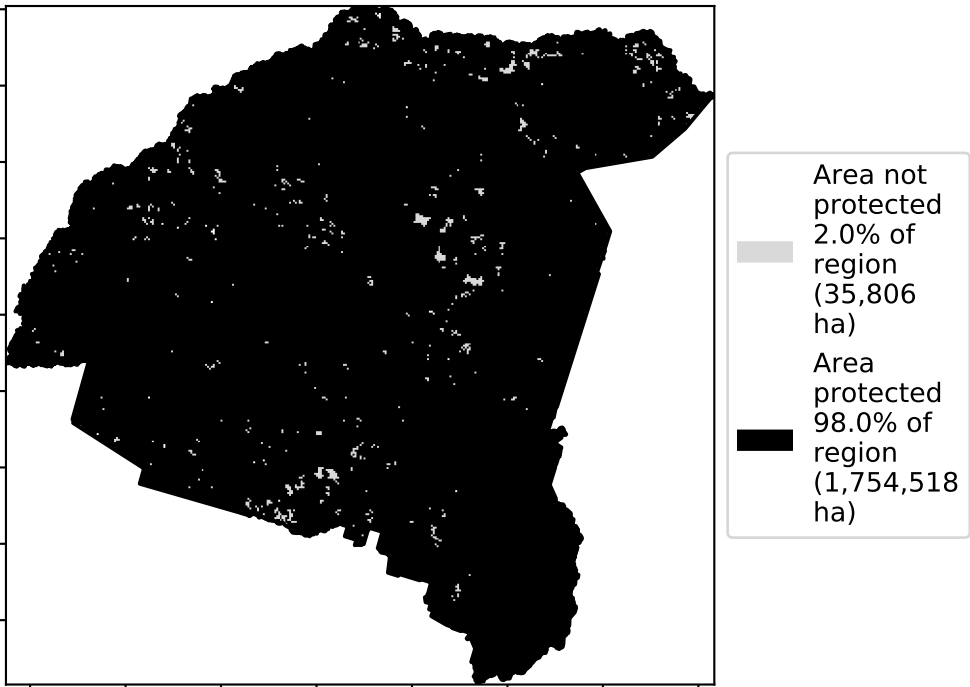 Area not
protected
2.0% of
region
(35,806
ha)
Area
protected
98.0% of
region
(1,754,518
ha)